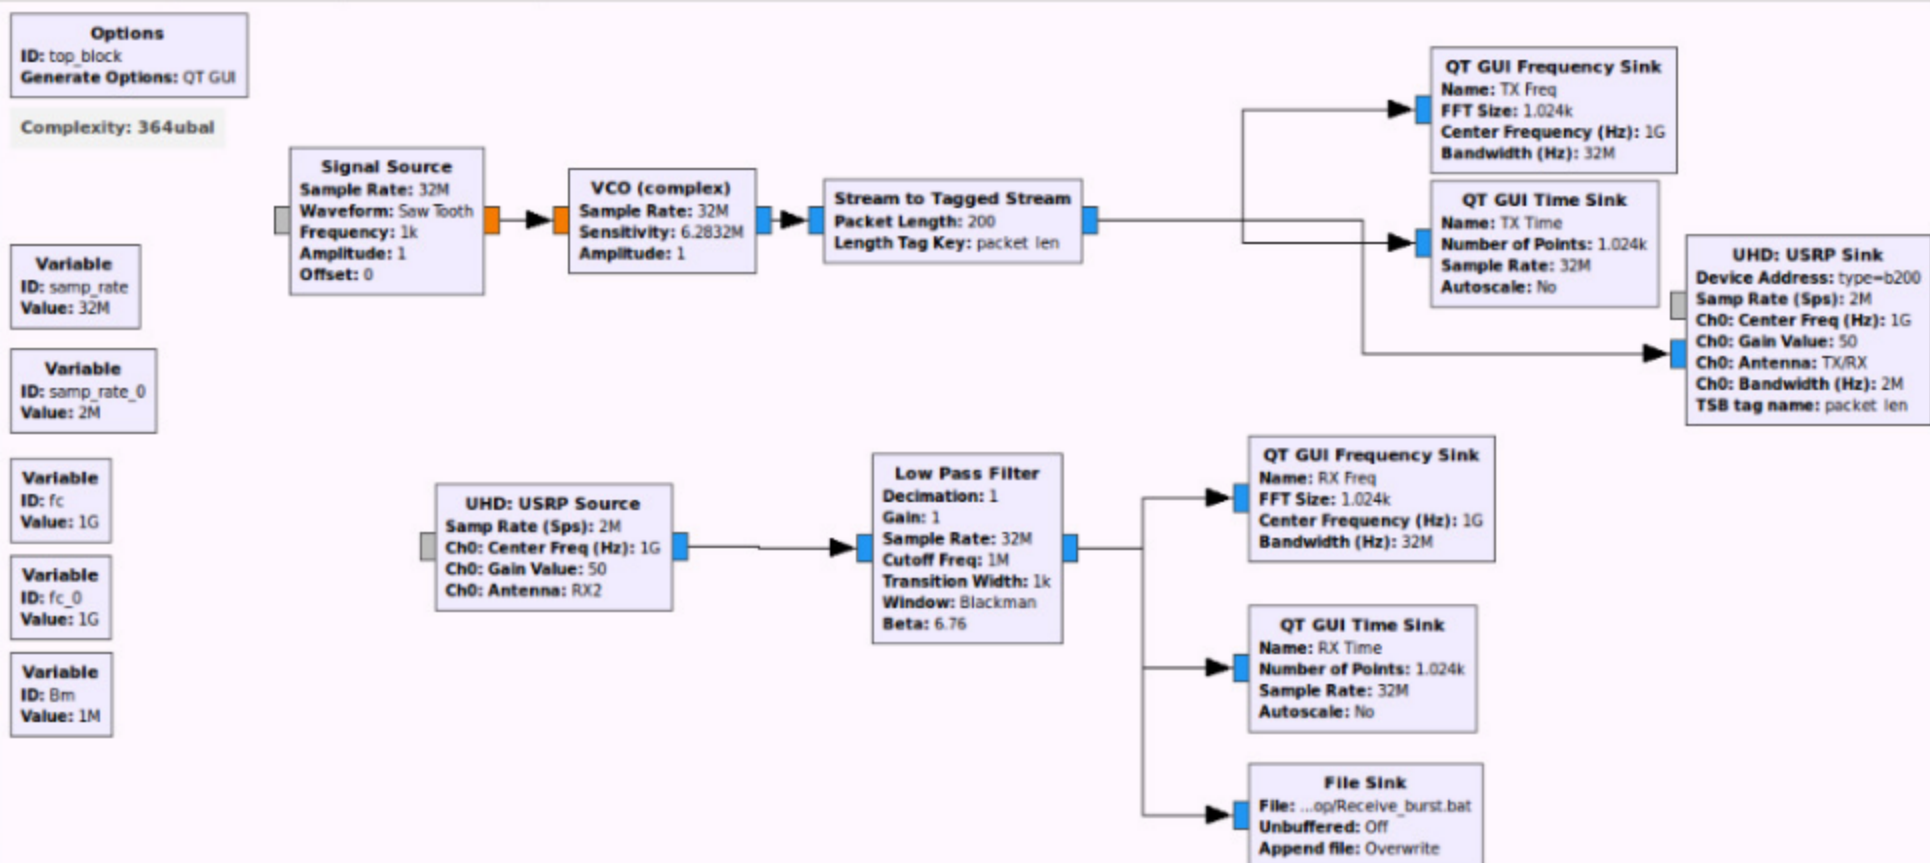 Options
ID: top_block
Generate Options: QT GUI
Complexity: 364ubal
Variable
ID: samp_rate
Value: 32M
Variable
ID: samp_rate_0
Value: 2M
Variable
ID: fc
Value: 1G
Variable
ID: fc_0
Value: 1G
Variable
ID: Bm
Value: 1M
Signal Source
Sample Rate: 32M
Waveform: Saw Tooth
Frequency: 1k
Amplitude: 1
Offset: 0
VCO (complex)
Sample Rate: 32M
Sensitivity: 6.2832M
Amplitude: 1
Stream to Tagged Stream
Packet Length: 200
Length Tag Key: packet_len
QT GUI Frequency Sink
Name: TX Freq
FFT Size: 1.024k
Center Frequency (Hz): 1G
Bandwidth (Hz): 32M
QT GUI Time Sink
Name: TX Time
Number of Points: 1.024k
Sample Rate: 32M
Autoscale: No
UHD: USRP Sink
Device Address: type=b200
Samp Rate (Sps): 2M
Ch0: Center Freq (Hz): 1G
Ch0: Gain Value: 50
Ch0: Antenna: TX/RX
Ch0: Bandwidth (Hz): 2M
TSB tag name: packet_len
UHD: USRP Source
Samp Rate (Sps): 2M
Ch0: Center Freq (Hz): 1G
Ch0: Gain Value: 50
Ch0: Antenna: RX2
Low Pass Filter
Decimation: 1
Gain: 1
Sample Rate: 32M
Cutoff Freq: 1M
Transition Width: 1k
Window: Blackman
Beta: 6.76
QT GUI Frequency Sink
Name: RX Freq
FFT Size: 1.024k
Center Frequency (Hz): 1G
Bandwidth (Hz): 32M
QT GUI Time Sink
Name: RX Time
Number of Points: 1.024k
Sample Rate: 32M
Autoscale: No
File Sink
File: ...op/Receive_burst.bat
Unbuffered: Off
Append file: Overwrite